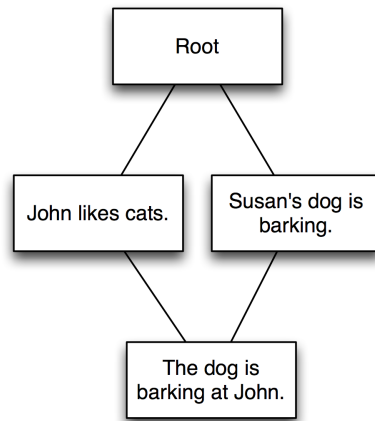 Root
John likes cats.
Susan's dog is
barking.
The dog is
barking at John.